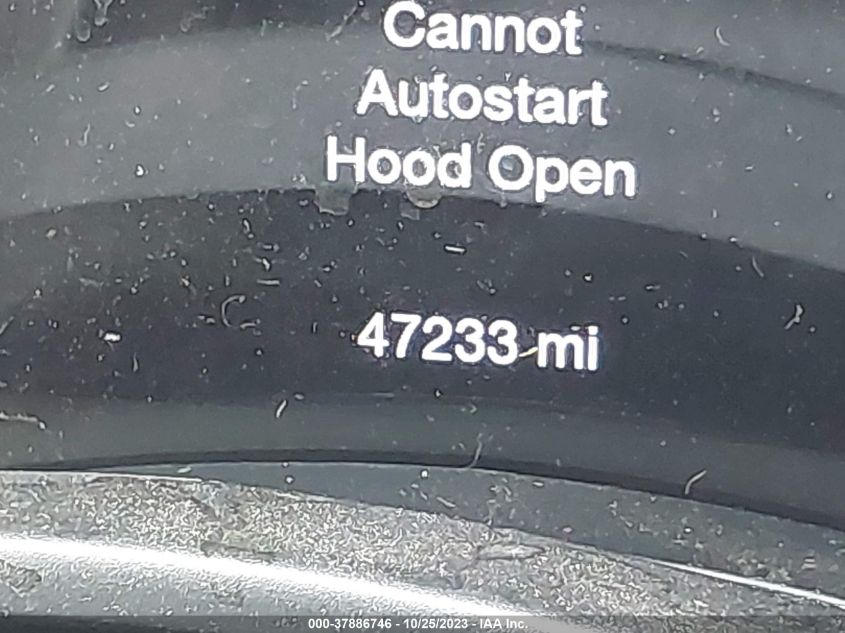 Cannot
Autostart
Hood Open
47233 mi
000-37886746 - 10/25/2023 - IAA Inc.